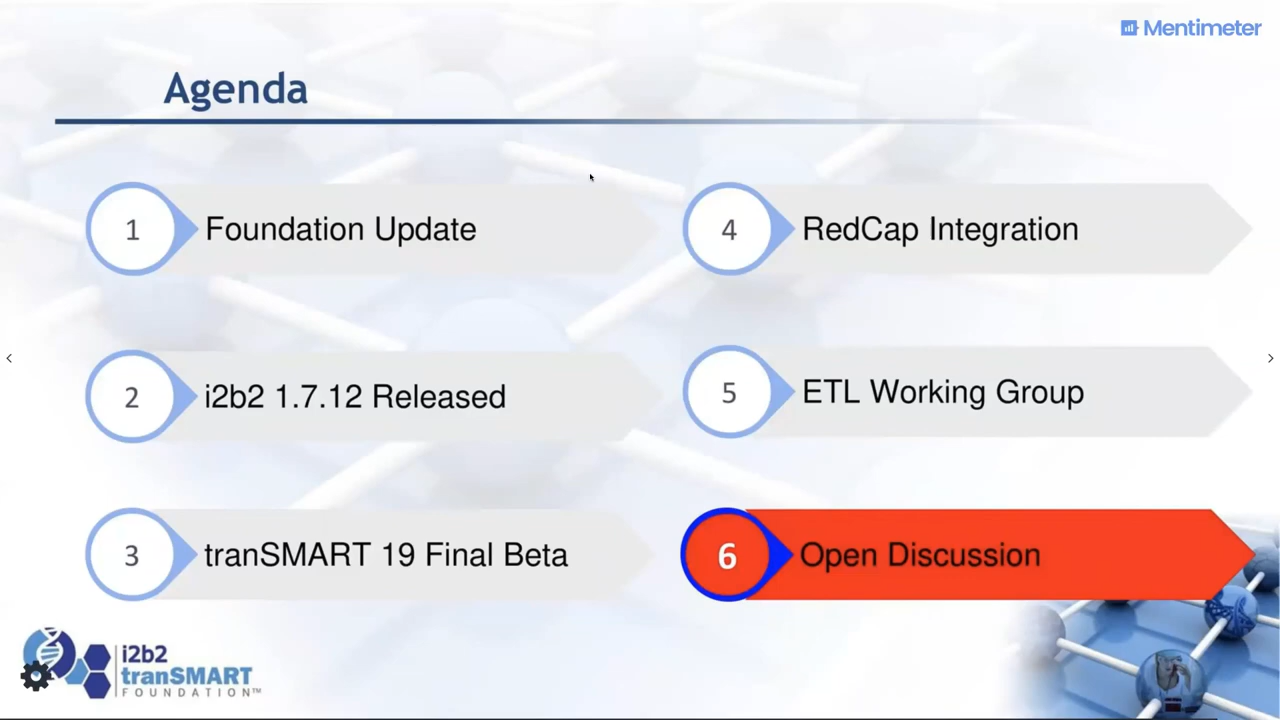 Mentimeter
Agenda
1 Foundation Update
2 i2b2 1.7.12 Released
3 tranSMART 19 Final Beta
4 RedCap Integration
5 ETL Working Group
6 Open Discussion
i2b2
tranSMART
FOUNDATION™